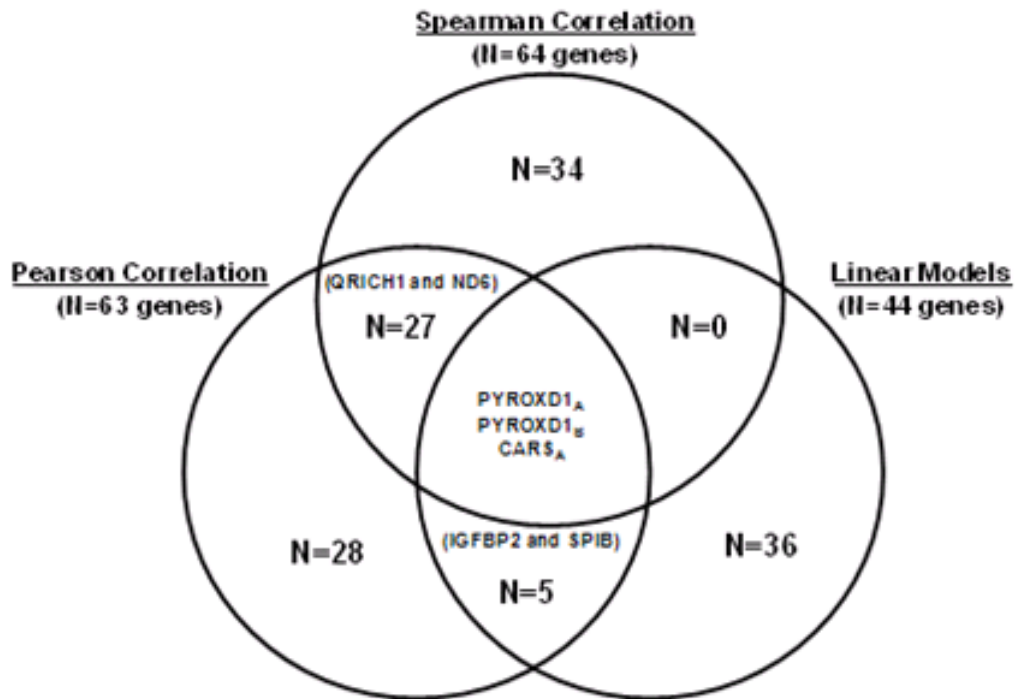 Spearman Correlation
(N=64 genes)
N=34
Pearson Correlation
(N=63 genes)
(QRICH1 and ND6)
Linear Models
(N=44 genes)
N=27
N=0
PYROXD1A
PYROXD1B
CARSA
N=28
(IGFBP2 and SPIB)
N=36
N=5